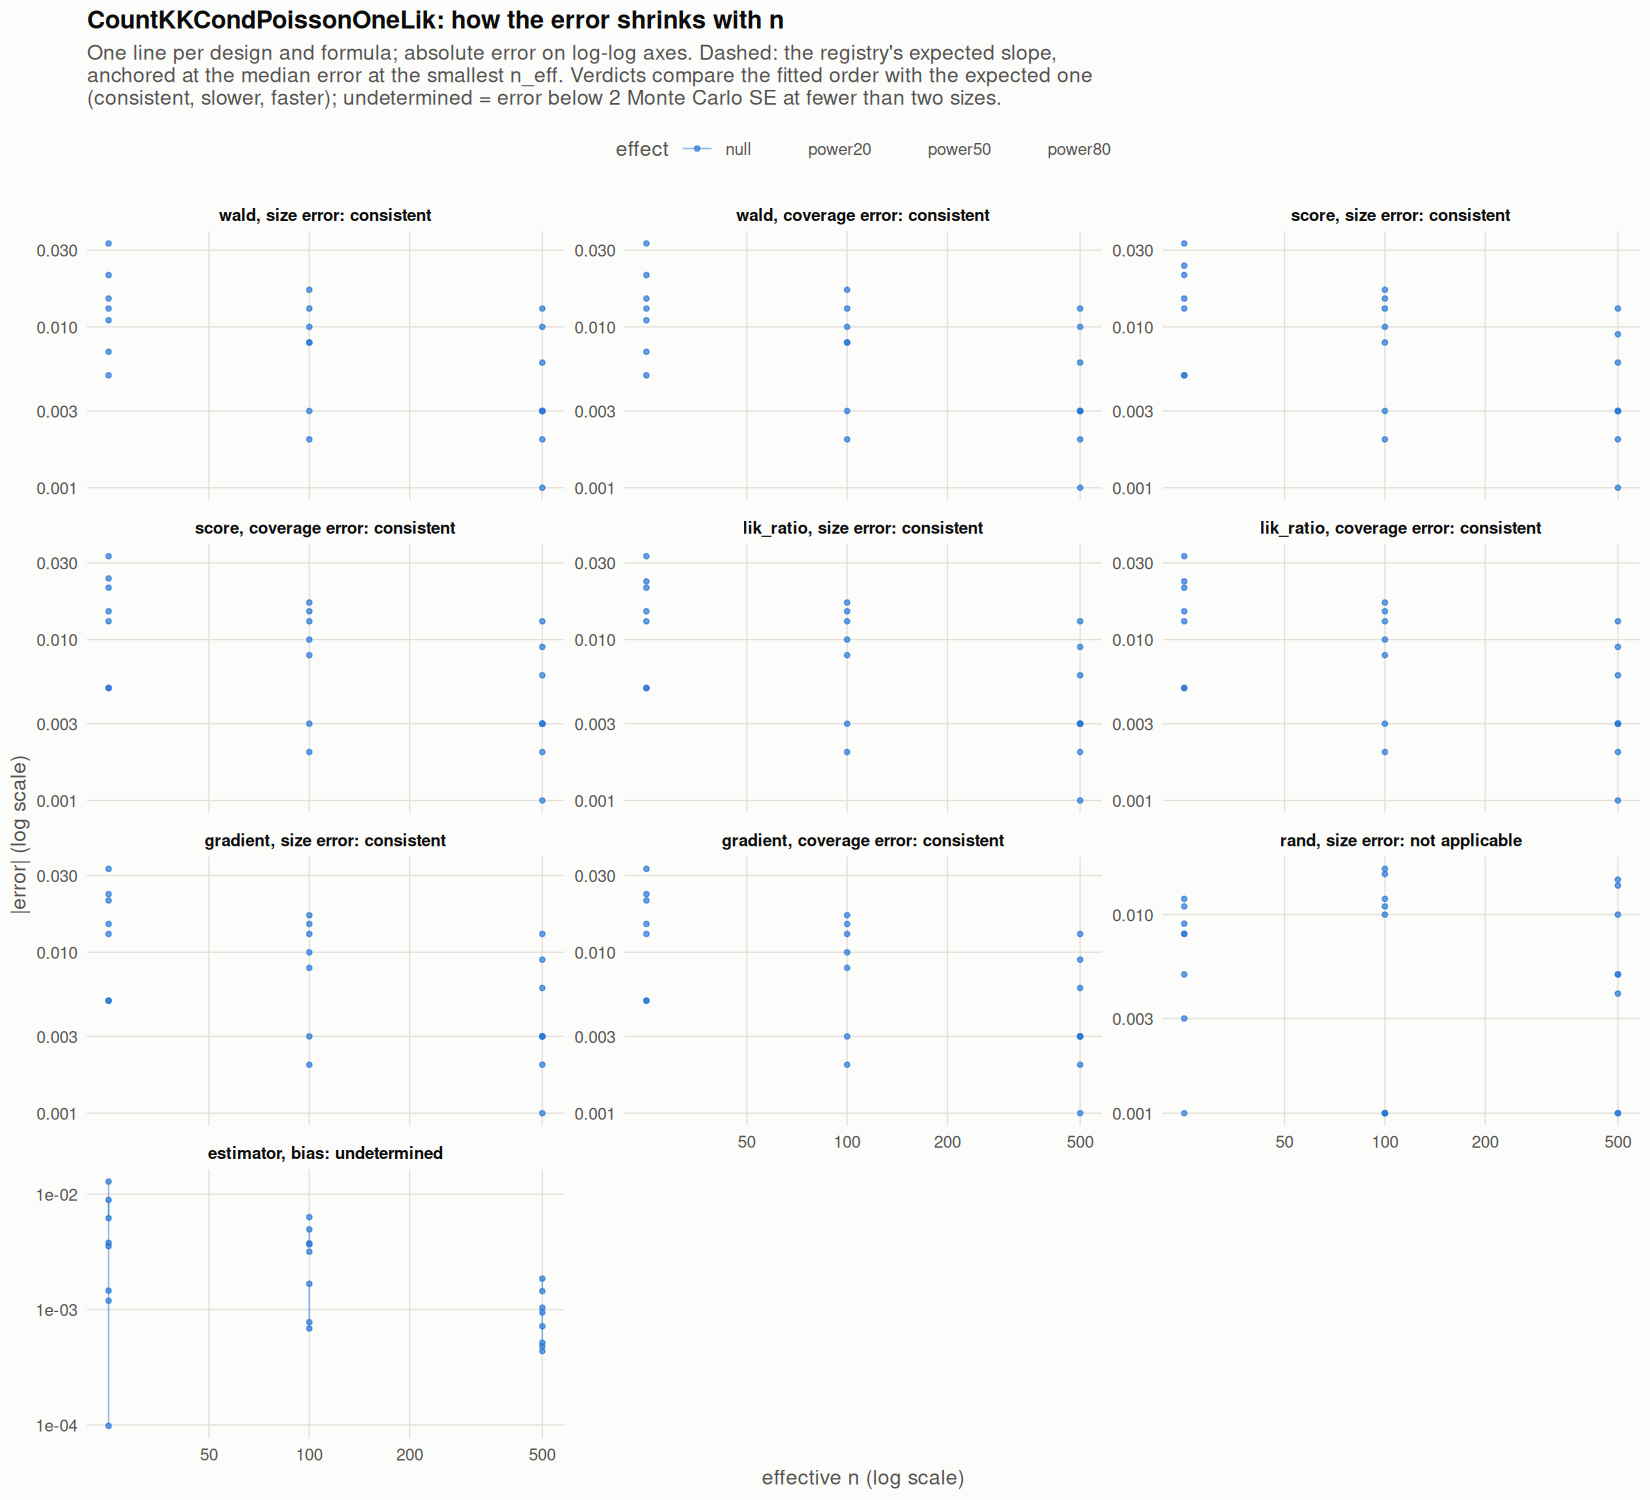 CountKKCondPoissonOneLik: how the error shrinks with n
One line per design and formula; absolute error on log-log axes. Dashed: the registry's expected slope,
anchored at the median error at the smallest n_eff. Verdicts compare the fitted order with the expected one
(consistent, slower, faster); undetermined = error below 2 Monte Carlo SE at fewer than two sizes.
effect null power20 power50 power80
wald, size error: consistent
0.030
0.010
0.003
0.001
wald, coverage error: consistent
0.030
0.010
0.003
0.001
score, size error: consistent
0.030
0.010
0.003
0.001
score, coverage error: consistent
0.030
0.010
0.003
0.001
lik_ratio, size error: consistent
0.030
0.010
0.003
0.001
lik_ratio, coverage error: consistent
0.030
0.010
0.003
0.001
gradient, size error: consistent
0.030
0.010
0.003
0.001
gradient, coverage error: consistent
0.030
0.010
0.003
0.001
50 100 200 500
rand, size error: not applicable
0.010
0.003
0.001
50 100 200 500
estimator, bias: undetermined
1e-02
1e-03
1e-04
50 100 200 500
|error| (log scale)
effective n (log scale)